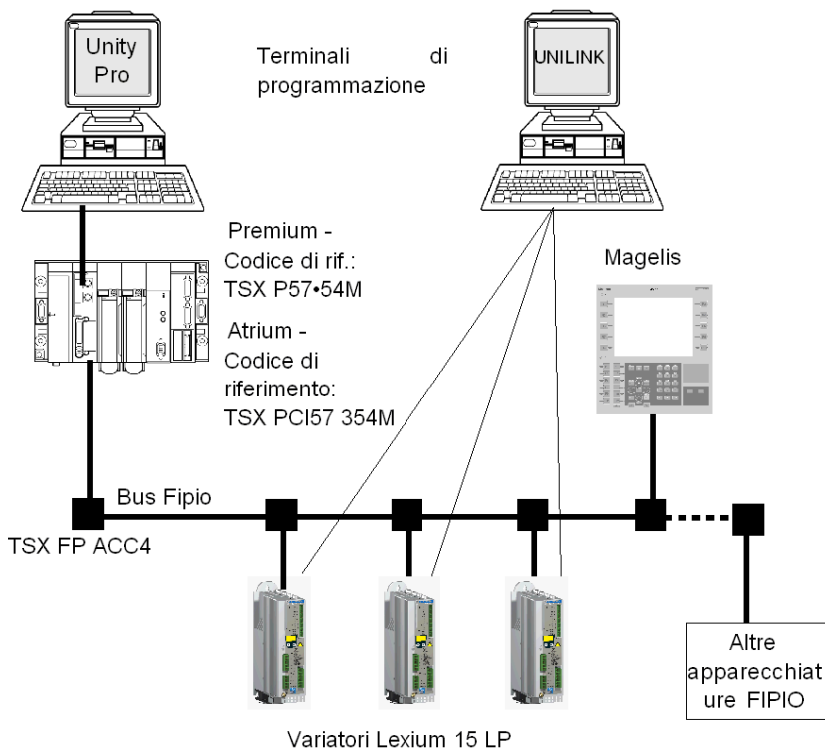 Unity
Pro
Terminali di
programmazione
UNILINK
Premium -
Codice di rif.:
TSX P57•54M
Atrium -
Codice di
riferimento:
TSX PCI57 354M
Magelis
Bus Fipio
TSX FP ACC4
Altre
apparecchiat
ure FIPIO
Variatori Lexium 15 LP